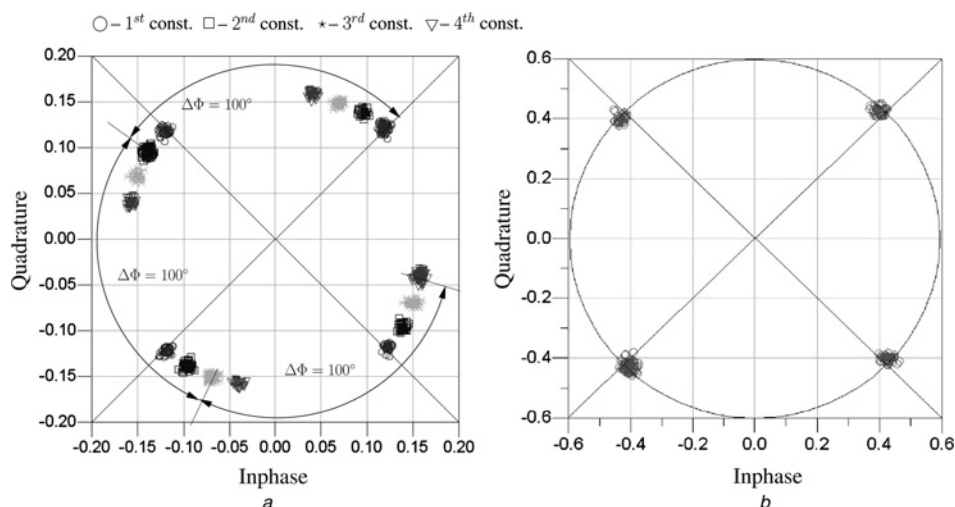 ○ – 1st const. □ – 2nd const. ⋆ – 3rd const. ▽ – 4th const.
0.20
0.15
0.10
0.05
0.00
-0.05
-0.10
-0.15
-0.20
Quadrature
ΔΦ = 100°
ΔΦ = 100°
ΔΦ = 100°
-0.20 -0.15 -0.10 -0.05 0.00 0.05 0.10 0.15 0.20
Inphase
a
0.6
0.4
0.2
0.0
-0.2
-0.4
-0.6
Quadrature
-0.6 -0.4 -0.2 0.0 0.2 0.4 0.6
Inphase
b